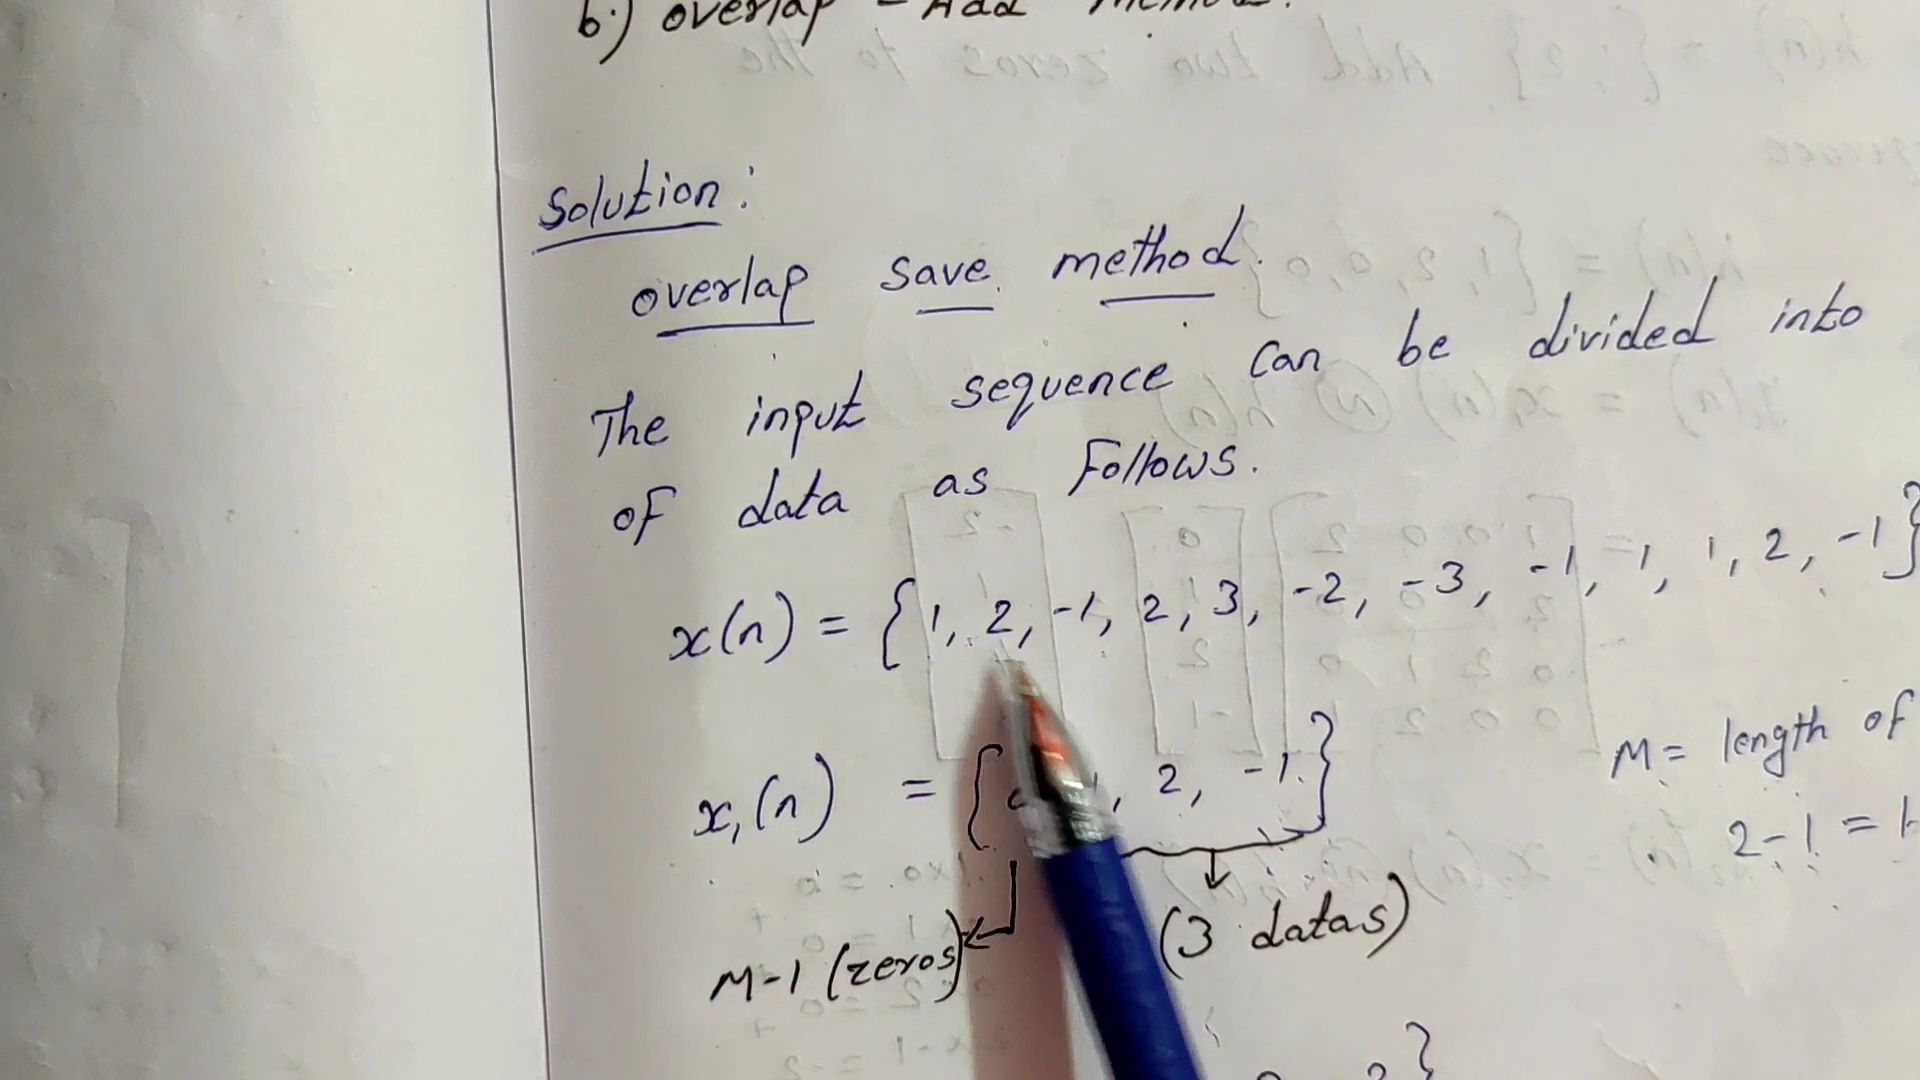 b.) overlap - Add
Solution:
overlap save method.
The input sequence can be divided into
of data as Follows.
x(n) = {1, 2, -1, 2, 3, -2, -3, -1, 1, 1, 2, -1}
x₁(n) = { , 2, -1}
M = length of
2-1 = 1
M-1 (zeros)
(3 datas)